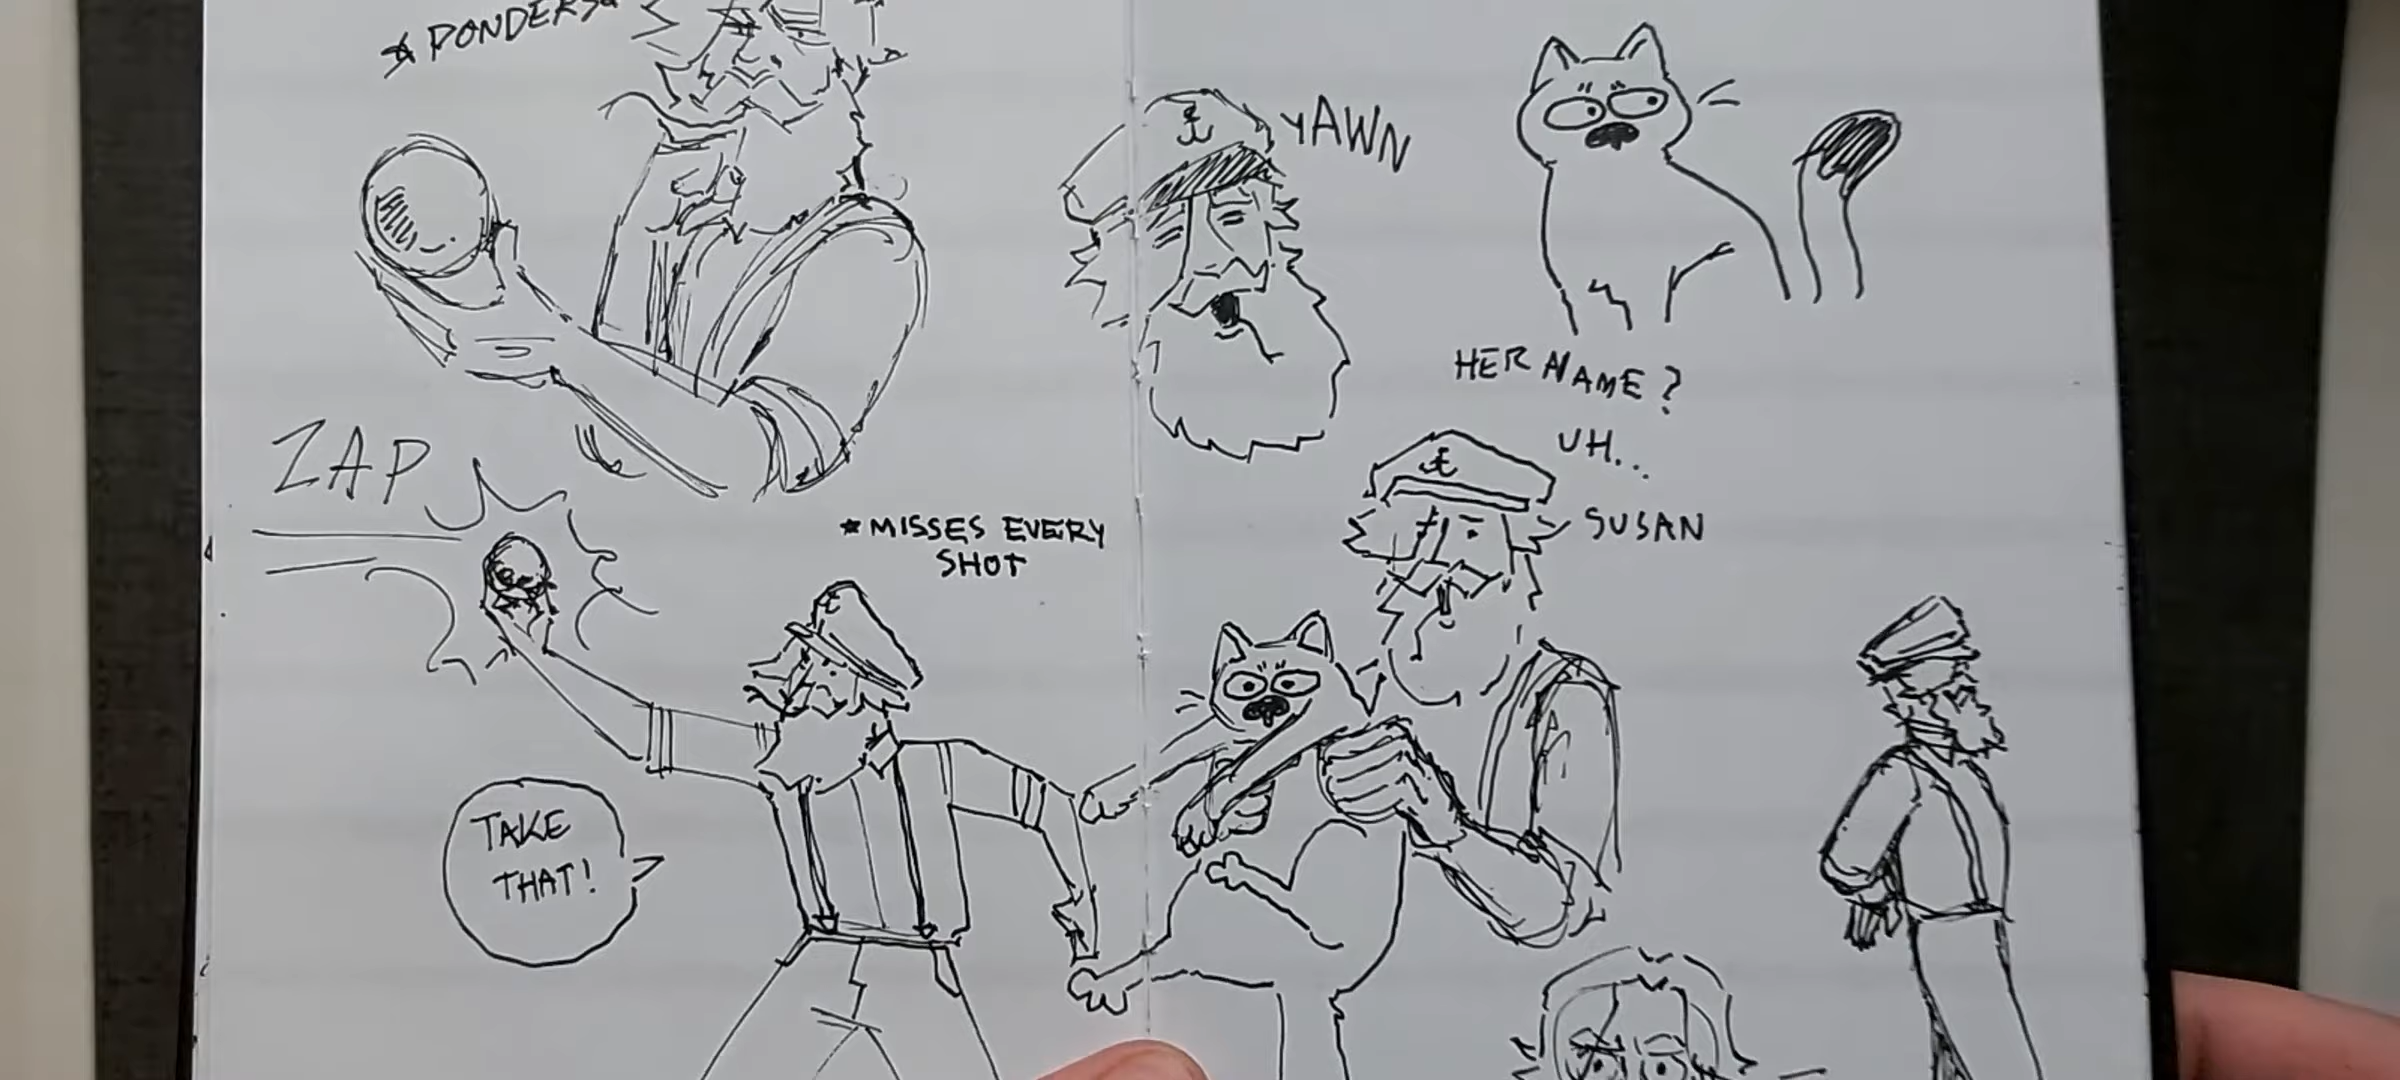 *PONDERS*
YAWN
HER NAME?
UH...
SUSAN
ZAP
*MISSES EVERY
SHOT
TAKE
THAT!